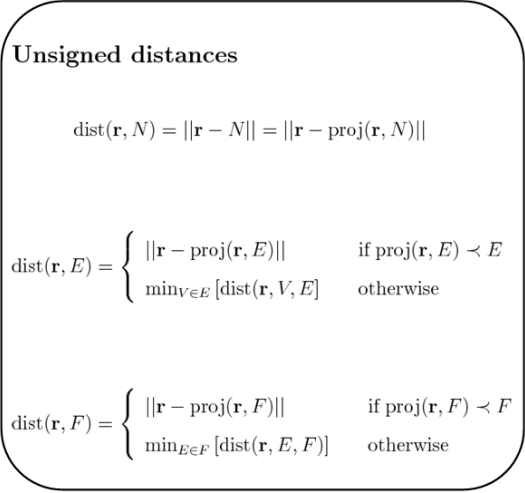 Unsigned distances
dist(r, N) = ||r − N|| = ||r − proj(r, N)||
dist(r, E) = { ||r − proj(r, E)|| if proj(r, E) ≺ E
min_{V∈E} [dist(r, V, E] otherwise
dist(r, F) = { ||r − proj(r, F)|| if proj(r, F) ≺ F
min_{E∈F} [dist(r, E, F)] otherwise